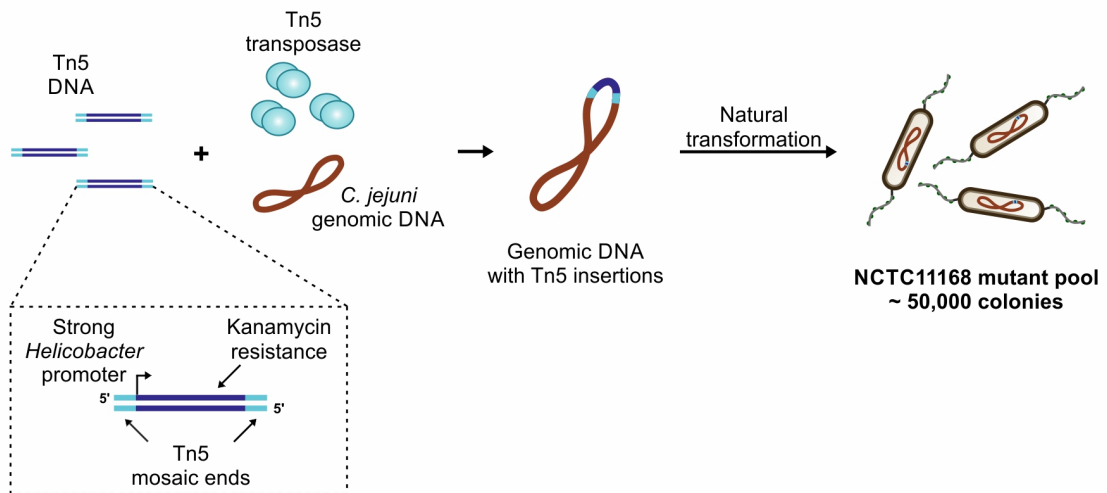 Tn5
DNA
+
Tn5
transposase
C. jejuni
genomic DNA
Genomic DNA
with Tn5 insertions
Natural
transformation
NCTC11168 mutant pool
~ 50,000 colonies
Strong
Helicobacter
promoter
Kanamycin
resistance
5'
5'
Tn5
mosaic ends